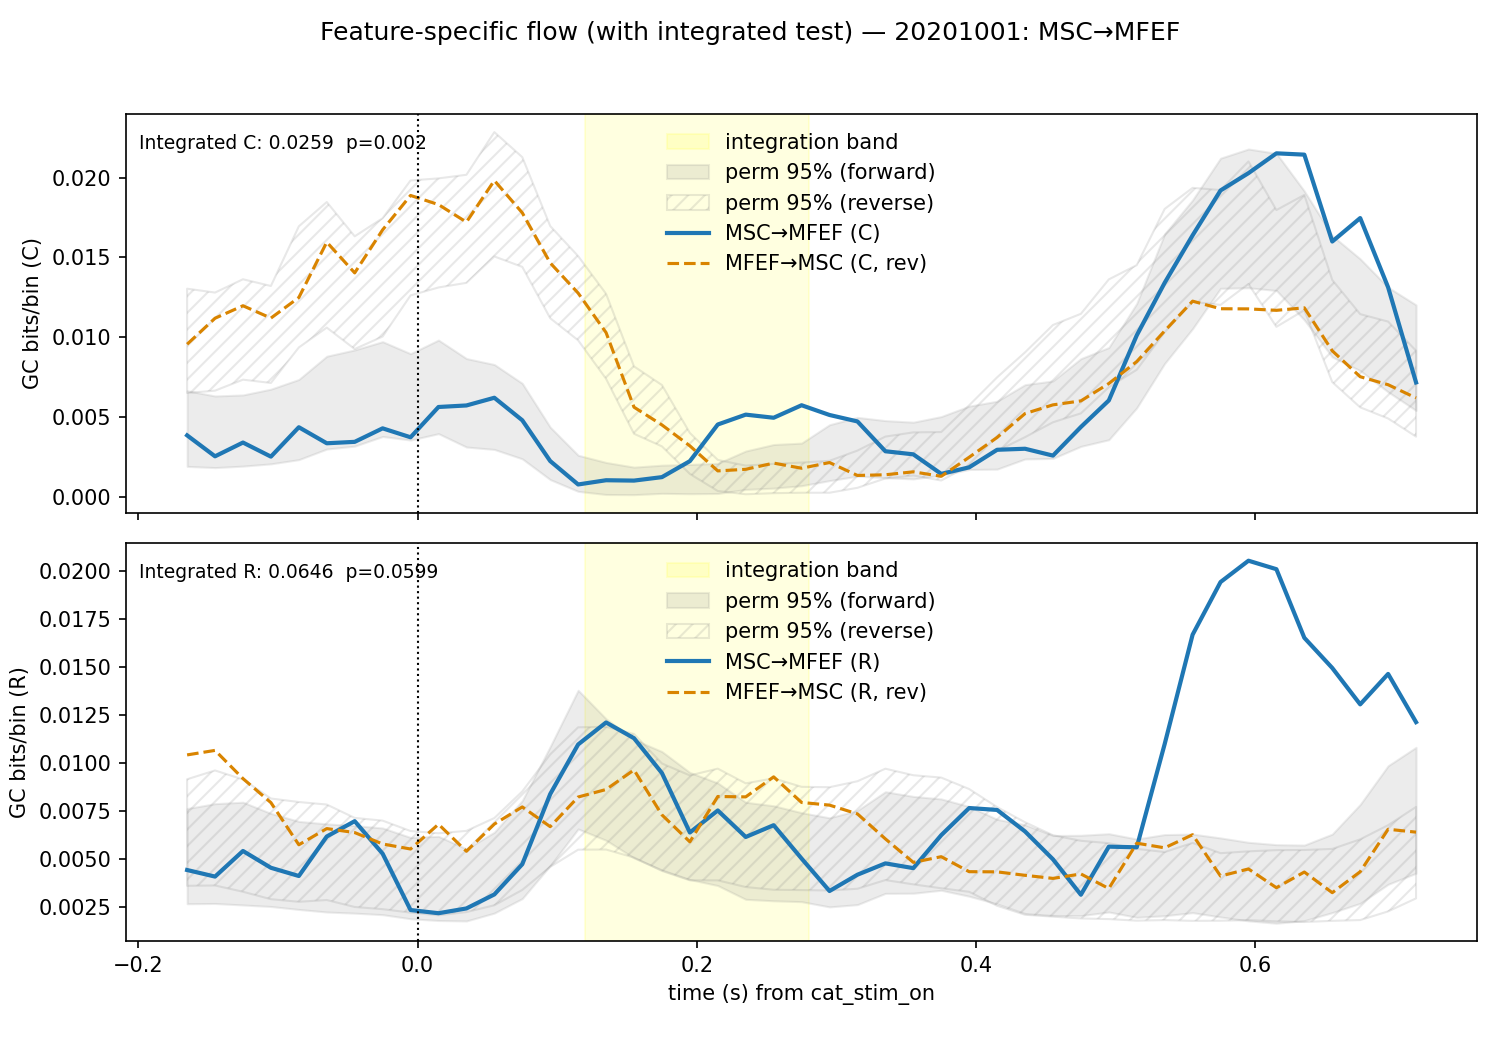 Feature-specific flow (with integrated test) — 20201001: MSC→MFEF
Integrated C: 0.0259  p=0.002
integration band
perm 95% (forward)
perm 95% (reverse)
MSC→MFEF (C)
MFEF→MSC (C, rev)
GC bits/bin (C)
0.020
0.015
0.010
0.005
0.000
Integrated R: 0.0646  p=0.0599
integration band
perm 95% (forward)
perm 95% (reverse)
MSC→MFEF (R)
MFEF→MSC (R, rev)
GC bits/bin (R)
0.0200
0.0175
0.0150
0.0125
0.0100
0.0075
0.0050
0.0025
−0.2 0.0 0.2 0.4 0.6
time (s) from cat_stim_on